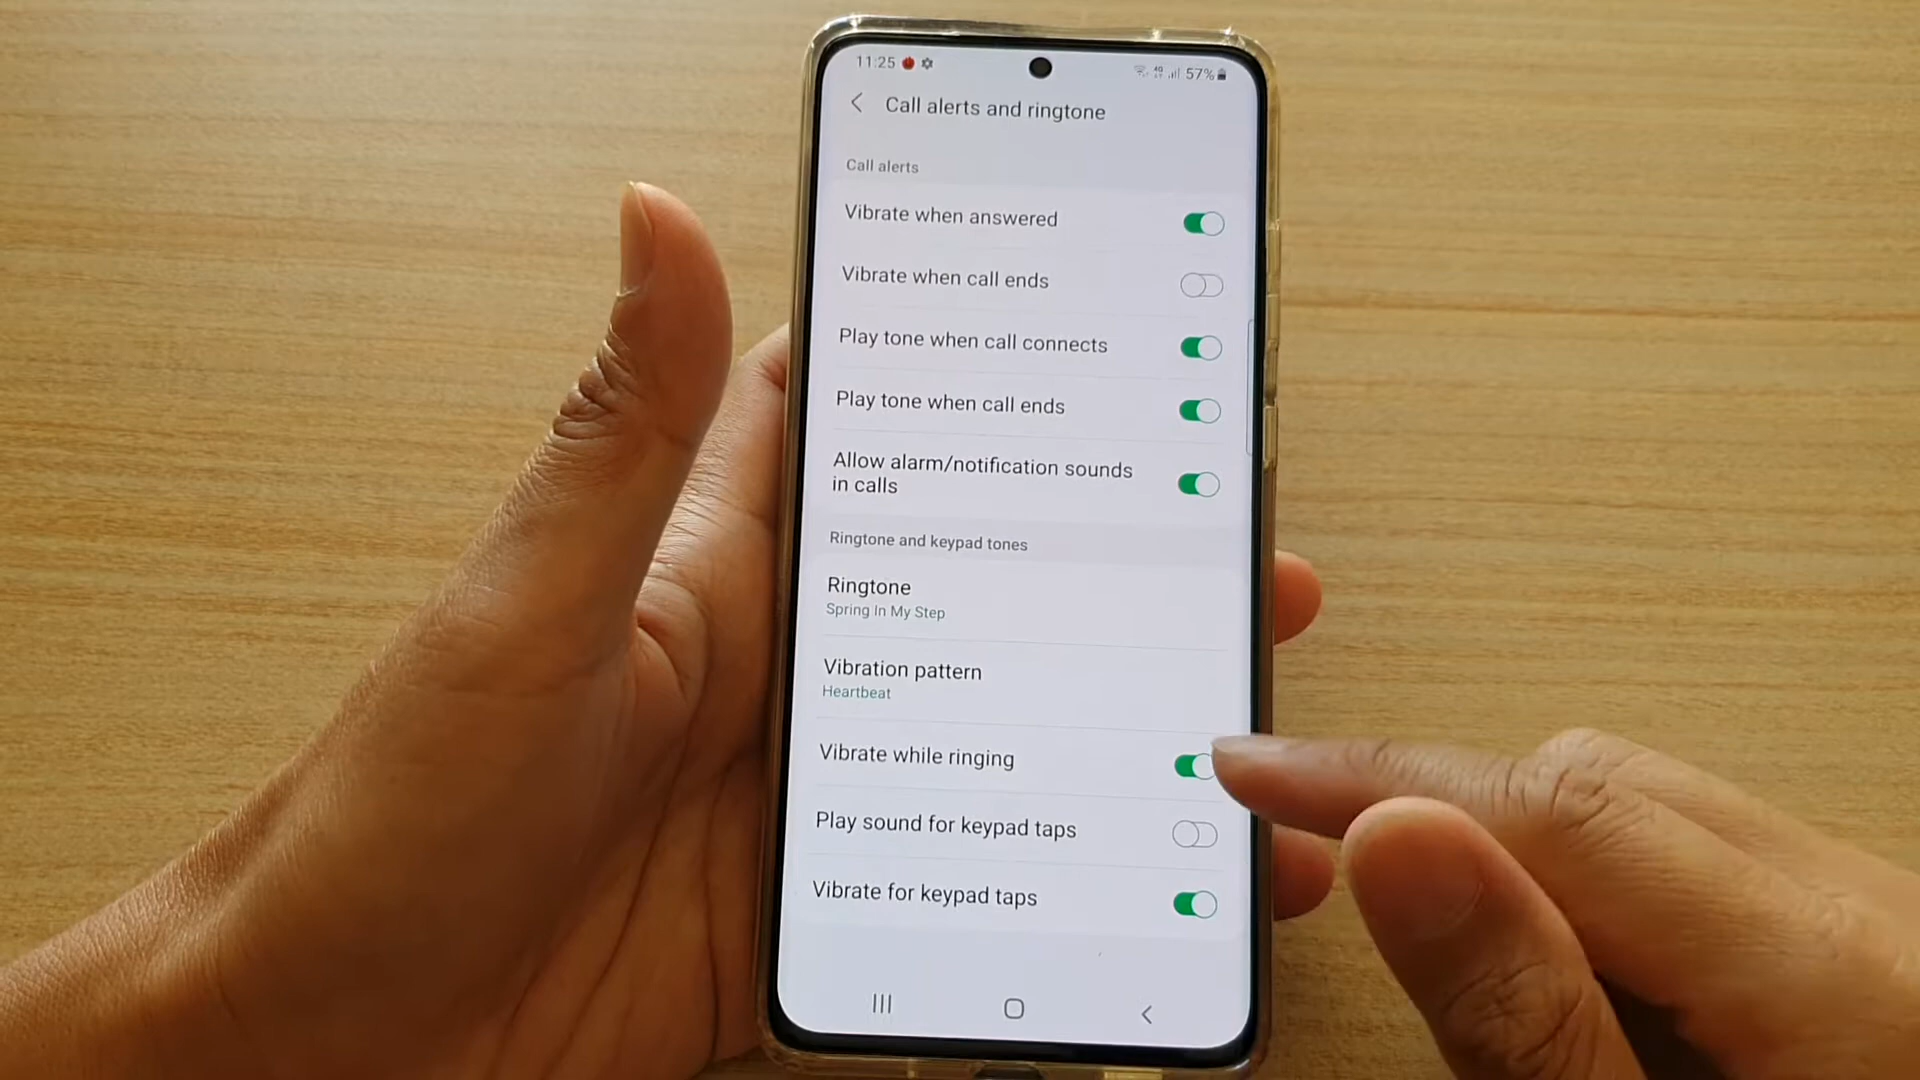 11:25
4G 57%
Call alerts and ringtone
Call alerts
Vibrate when answered
Vibrate when call ends
Play tone when call connects
Play tone when call ends
Allow alarm/notification sounds
in calls
Ringtone and keypad tones
Ringtone
Spring In My Step
Vibration pattern
Heartbeat
Vibrate while ringing
Play sound for keypad taps
Vibrate for keypad taps